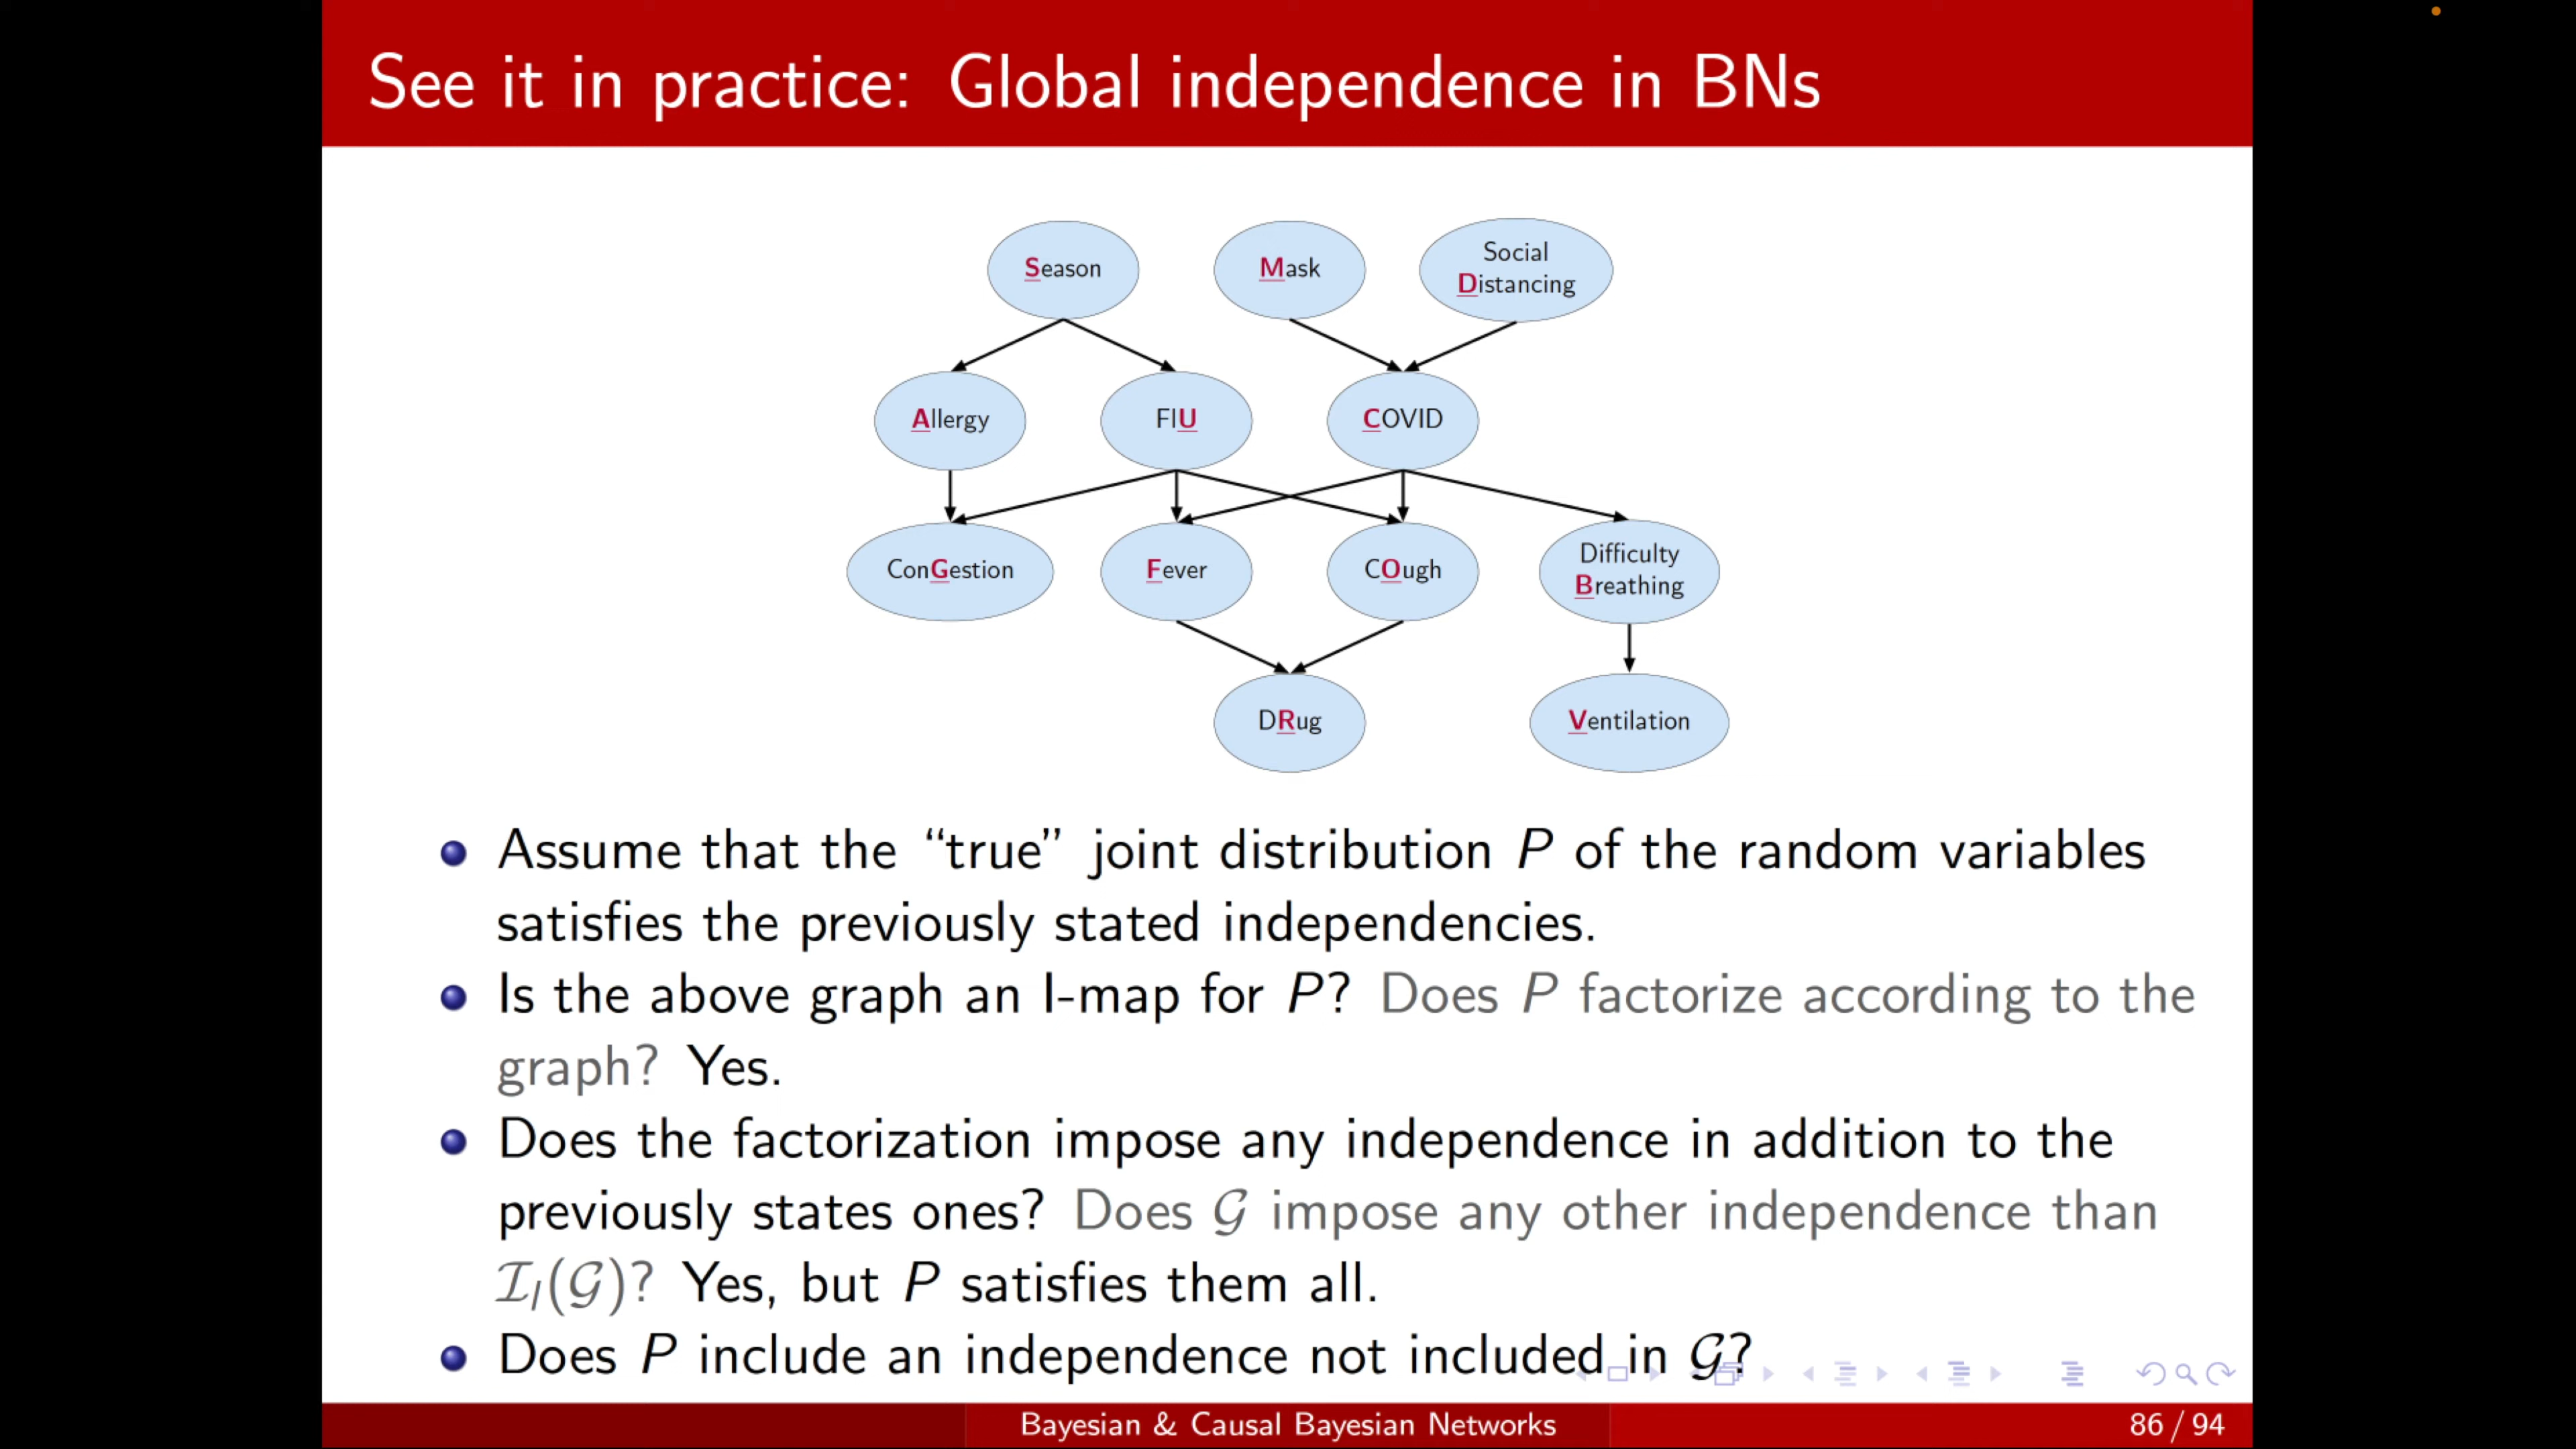 See it in practice: Global independence in BNs
Season
Mask
Social
Distancing
Allergy
FlU
COVID
ConGestion
Fever
COugh
Difficulty
Breathing
DRug
Ventilation
Assume that the “true” joint distribution P of the random variables
satisfies the previously stated independencies.
Is the above graph an I-map for P? Does P factorize according to the
graph? Yes.
Does the factorization impose any independence in addition to the
previously states ones? Does 𝒢 impose any other independence than
ℐₗ(𝒢)? Yes, but P satisfies them all.
Does P include an independence not included in 𝒢?
Bayesian & Causal Bayesian Networks
86 / 94